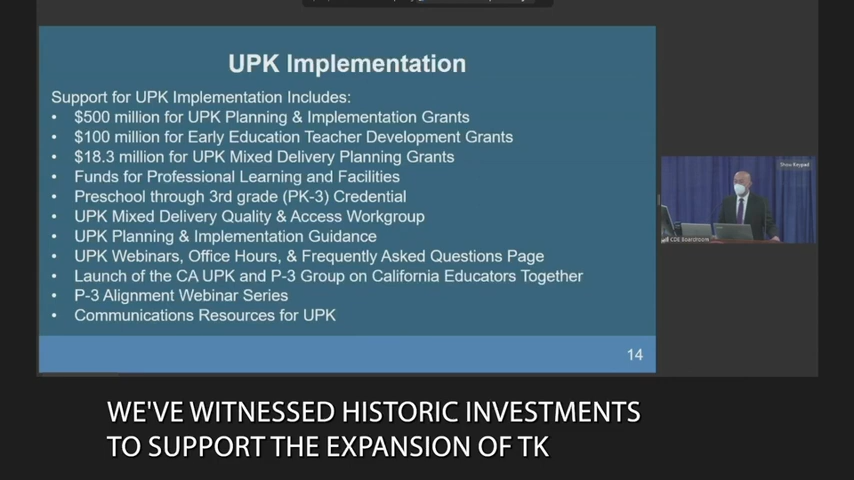 UPK Implementation
Support for UPK Implementation Includes:
• $500 million for UPK Planning & Implementation Grants
• $100 million for Early Education Teacher Development Grants
• $18.3 million for UPK Mixed Delivery Planning Grants
• Funds for Professional Learning and Facilities
• Preschool through 3rd grade (PK-3) Credential
• UPK Mixed Delivery Quality & Access Workgroup
• UPK Planning & Implementation Guidance
• UPK Webinars, Office Hours, & Frequently Asked Questions Page
• Launch of the CA UPK and P-3 Group on California Educators Together
• P-3 Alignment Webinar Series
• Communications Resources for UPK
14
Show Keypad
CDE Boardroom
WE'VE WITNESSED HISTORIC INVESTMENTS
TO SUPPORT THE EXPANSION OF TK